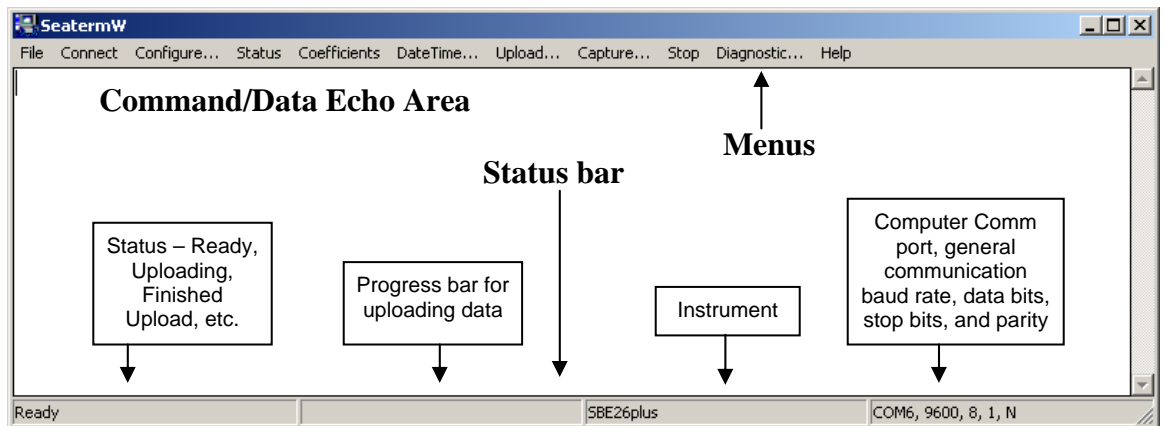 SeatermW
File Connect Configure... Status Coefficients DateTime... Upload... Capture... Stop Diagnostic... Help
Command/Data Echo Area
Menus
Status bar
Status – Ready,
Uploading,
Finished
Upload, etc.
Progress bar for
uploading data
Instrument
Computer Comm
port, general
communication
baud rate, data bits,
stop bits, and parity
Ready
SBE26plus
COM6, 9600, 8, 1, N